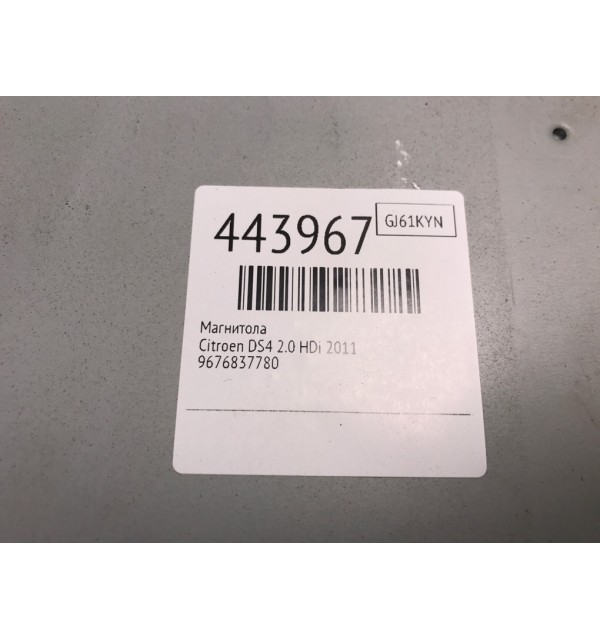 443967
GJ61KYN
Магнитола
Citroen DS4 2.0 HDi 2011
9676837780